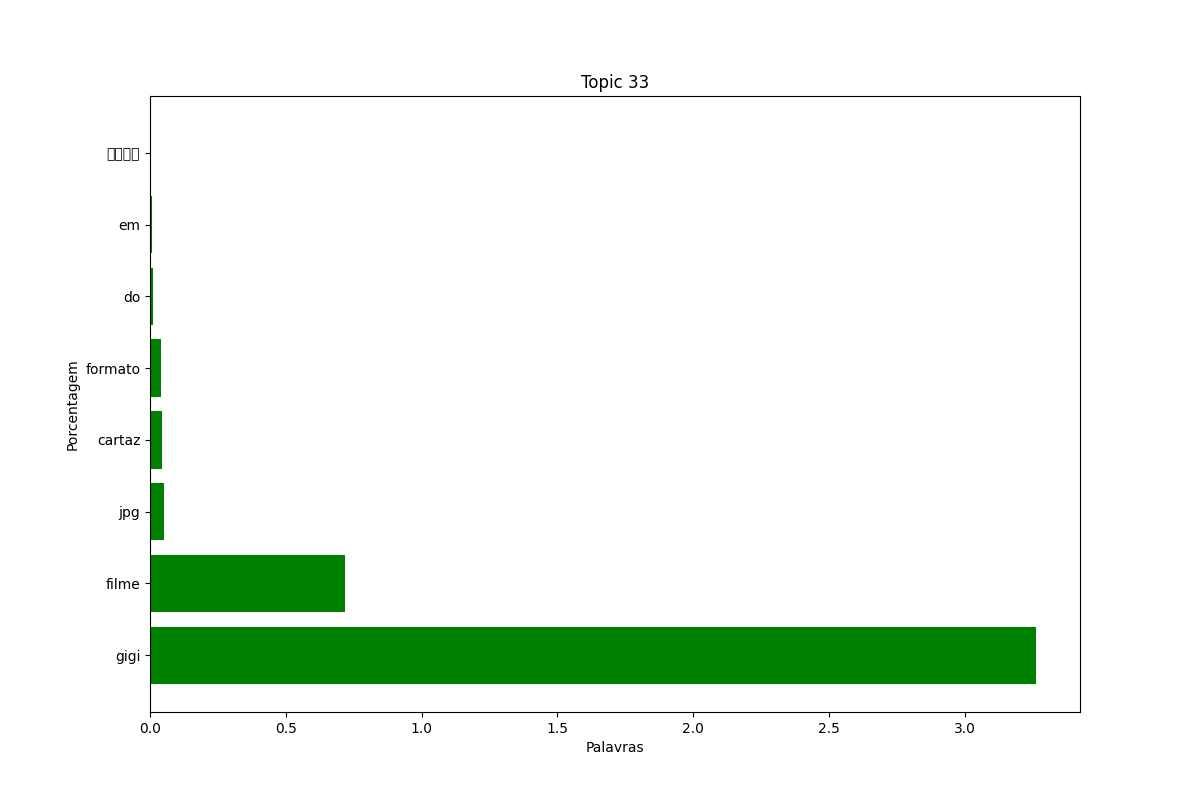 Topic 33
em
do
formato
cartaz
jpg
filme
gigi
Porcentagem
0.0 0.5 1.0 1.5 2.0 2.5 3.0
Palavras